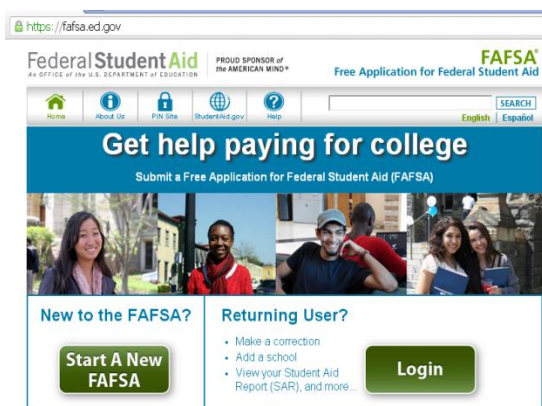 https://fafsa.ed.gov
Federal Student Aid
An OFFICE of the U.S. DEPARTMENT of EDUCATION
PROUD SPONSOR of
the AMERICAN MIND®
FAFSA®
Free Application for Federal Student Aid
Home
About Us
PIN Site
StudentAid.gov
Help
SEARCH
English | Español
Get help paying for college
Submit a Free Application for Federal Student Aid (FAFSA)
New to the FAFSA?
Start A New
FAFSA
Returning User?
• Make a correction
• Add a school
• View your Student Aid
Report (SAR), and more...
Login